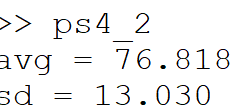 >> ps4_2
avg = 76.818
sd = 13.030